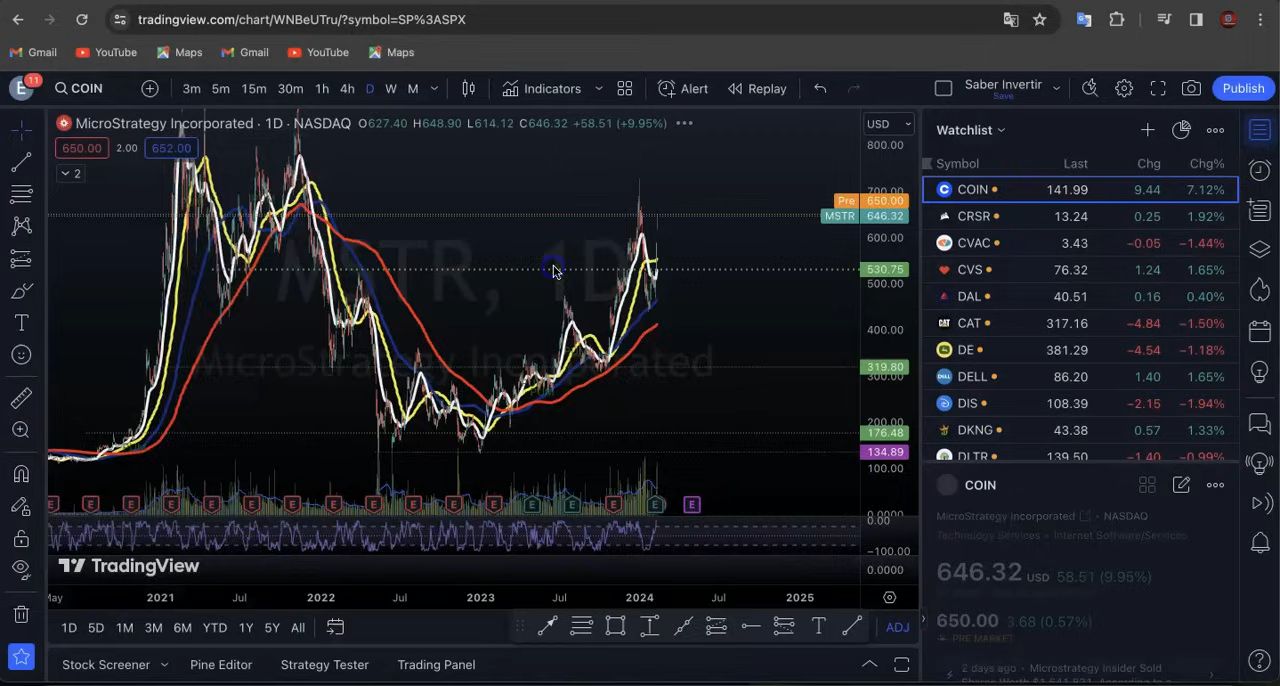 tradingview.com/chart/WNBeUTru/?symbol=SP%3ASPX
Gmail YouTube Maps Gmail YouTube Maps
E 11 COIN 3m 5m 15m 30m 1h 4h D W M Indicators Alert Replay Saber Invertir Save Publish
MicroStrategy Incorporated · 1D · NASDAQ O627.40 H648.90 L614.12 C646.32 +58.51 (+9.95%) USD
650.00 2.00 652.00
2
MSTR, 1D
MicroStrategy Incorporated
800.00
700.00
Pre 650.00
MSTR 646.32
600.00
530.75
500.00
400.00
319.80
300.00
200.00
176.48
134.89
100.00
0.0000
0.00
−100.00
0.0000
E E E E E E E E E E E E E E E E E
TradingView
May 2021 Jul 2022 Jul 2023 Jul 2024 Jul 2025
1D 5D 1M 3M 6M YTD 1Y 5Y All ADJ
Stock Screener Pine Editor Strategy Tester Trading Panel
Watchlist
Symbol Last Chg Chg%
COIN 141.99 9.44 7.12%
CRSR 13.24 0.25 1.92%
CVAC 3.43 −0.05 −1.44%
CVS 76.32 1.24 1.65%
DAL 40.51 0.16 0.40%
CAT 317.16 −4.84 −1.50%
DE 381.29 −4.54 −1.18%
DELL 86.20 1.40 1.65%
DIS 108.39 −2.15 −1.94%
DKNG 43.38 0.57 1.33%
DLTR 139.50 −1.40 −0.99%
COIN
MicroStrategy Incorporated · NASDAQ
Technology Services • Internet Software/Services
646.32 USD 58.51 (9.95%)
650.00 3.68 (0.57%)
PRE MARKET
2 days ago • Microstrategy Insider Sold